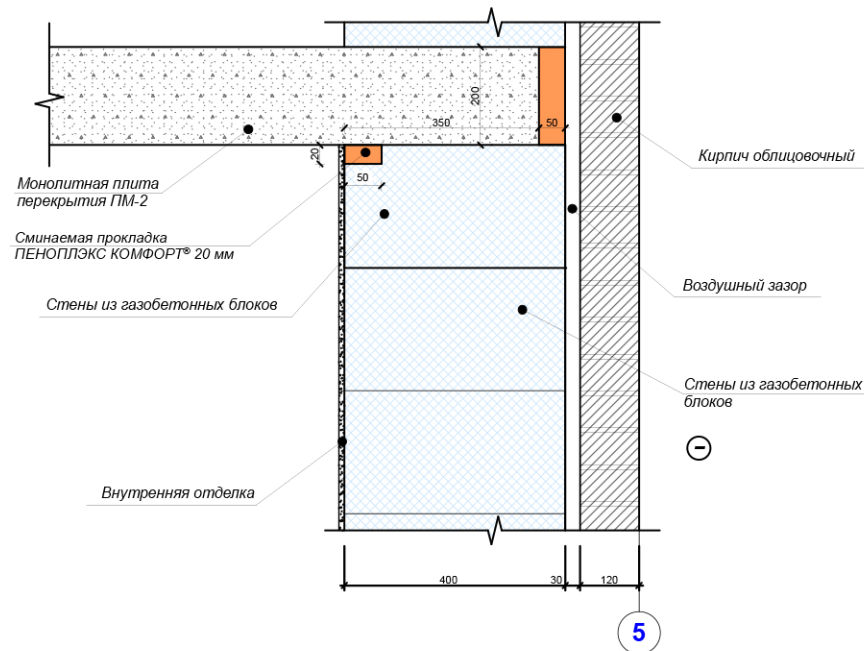 200
350
50
20
50
Монолитная плита
перекрытия ПМ-2
Сминаемая прокладка
ПЕНОПЛЭКС КОМФОРТ® 20 мм
Стены из газобетонных блоков
Внутренняя отделка
Кирпич облицовочный
Воздушный зазор
Стены из газобетонных
блоков
400
30
120
5